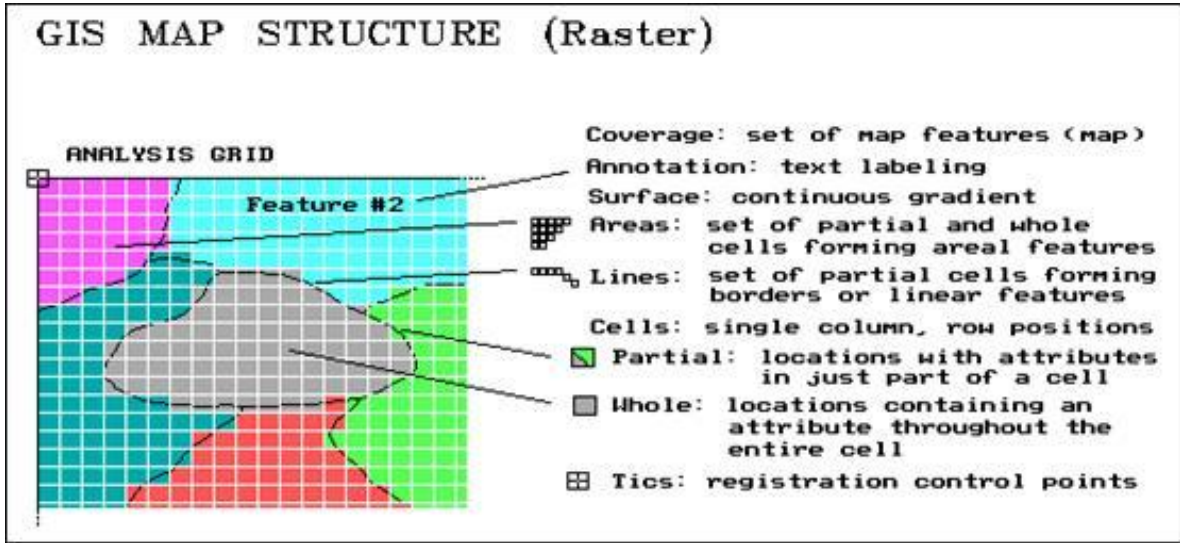 GIS MAP STRUCTURE (Raster)
ANALYSIS GRID
Feature #2
Coverage: set of map features (map)
Annotation: text labeling
Surface: continuous gradient
Areas: set of partial and whole
cells forming areal features
Lines: set of partial cells forming
borders or linear features
Cells: single column, row positions
Partial: locations with attributes
in just part of a cell
Whole: locations containing an
attribute throughout the
entire cell
Tics: registration control points